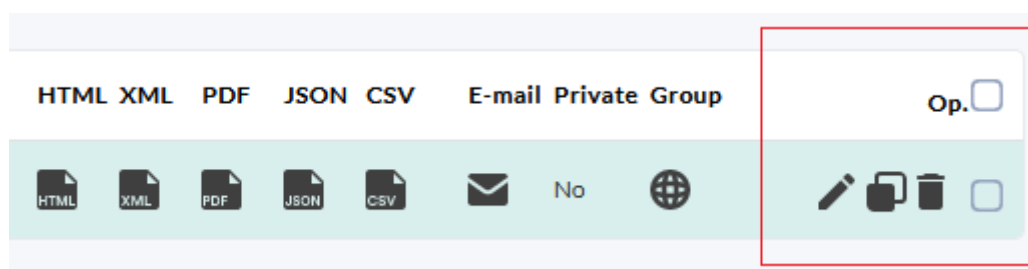 HTML XML PDF JSON CSV E-mail Private Group Op.
HTML XML PDF JSON CSV No